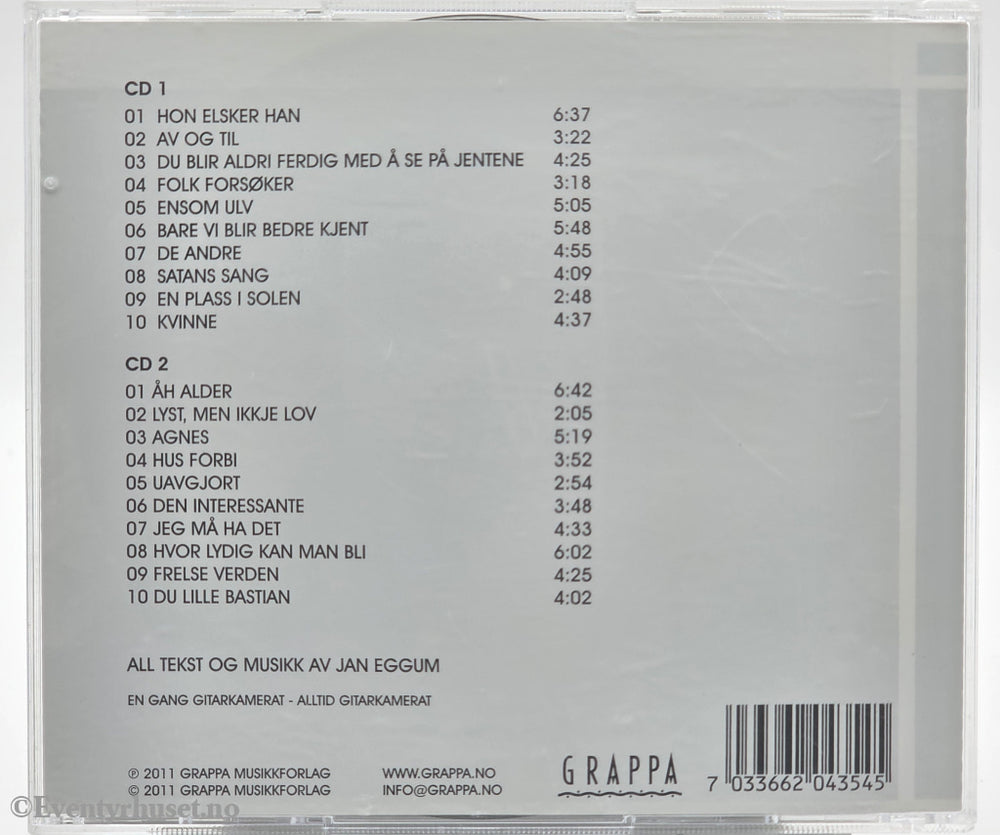 CD 1
01 HON ELSKER HAN 6:37
02 AV OG TIL 3:22
03 DU BLIR ALDRI FERDIG MED Å SE PÅ JENTENE 4:25
04 FOLK FORSØKER 3:18
05 ENSOM ULV 5:05
06 BARE VI BLIR BEDRE KJENT 5:48
07 DE ANDRE 4:55
08 SATANS SANG 4:09
09 EN PLASS I SOLEN 2:48
10 KVINNE 4:37
CD 2
01 ÅH ALDER 6:42
02 LYST, MEN IKKJE LOV 2:05
03 AGNES 5:19
04 HUS FORBI 3:52
05 UAVGJORT 2:54
06 DEN INTERESSANTE 3:48
07 JEG MÅ HA DET 4:33
08 HVOR LYDIG KAN MAN BLI 6:02
09 FRELSE VERDEN 4:25
10 DU LILLE BASTIAN 4:02
ALL TEKST OG MUSIKK AV JAN EGGUM
EN GANG GITARKAMERAT - ALLTID GITARKAMERAT
℗ 2011 GRAPPA MUSIKKFORLAG WWW.GRAPPA.NO
© 2011 GRAPPA MUSIKKFORLAG INFO@GRAPPA.NO
GRAPPA
7 033662 043545
©Eventyrhuset.no